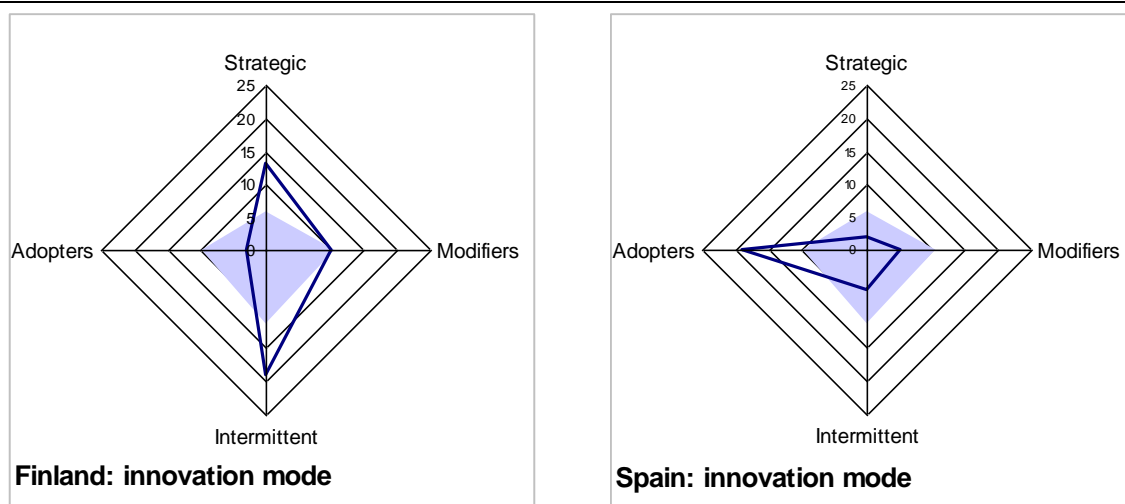 Strategic
25
20
15
10
5
0
Adopters
Modifiers
Intermittent
Finland: innovation mode
Strategic
25
20
15
10
5
0
Adopters
Modifiers
Intermittent
Spain: innovation mode